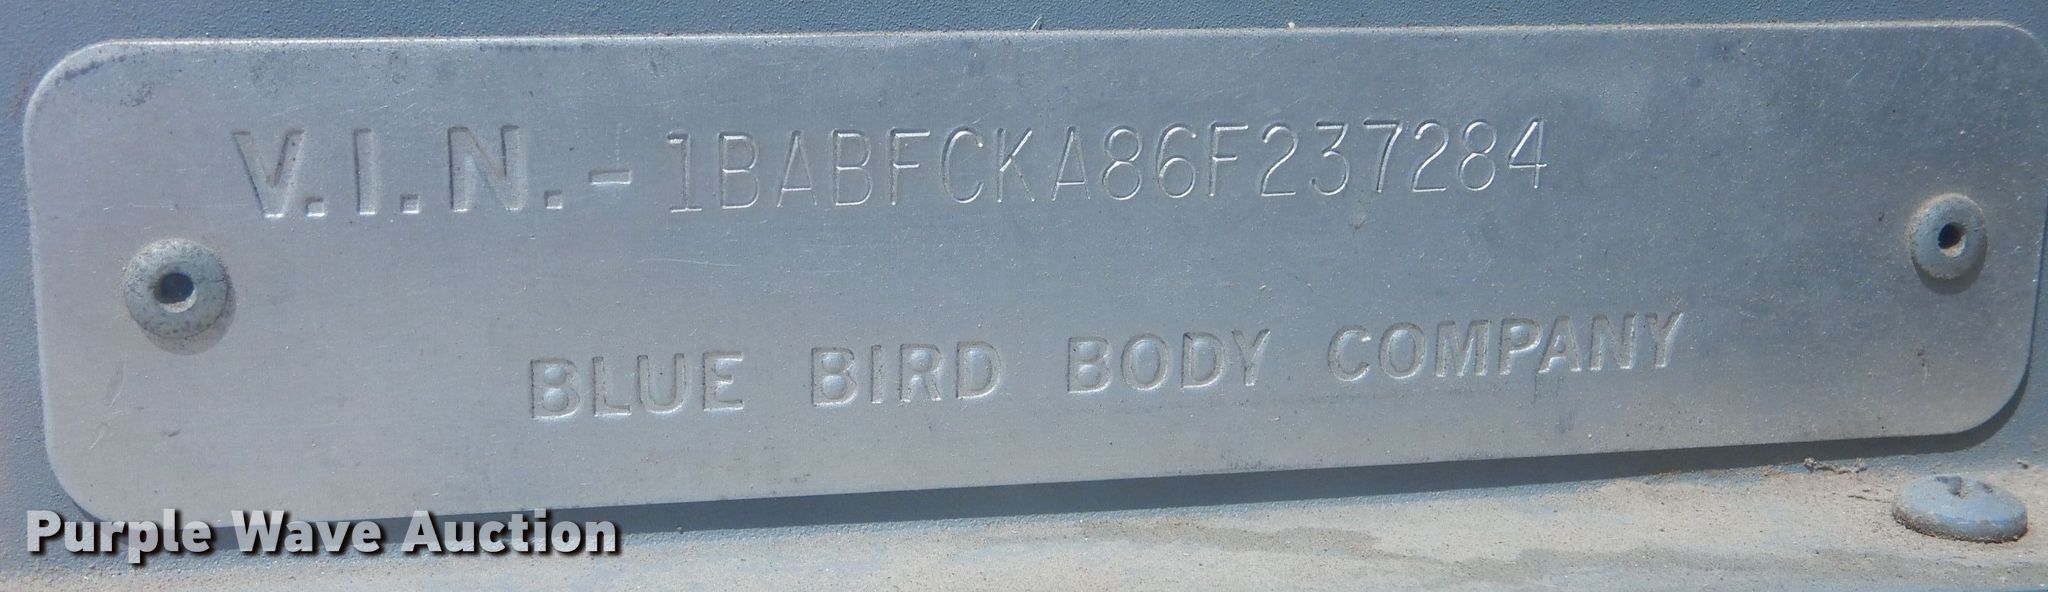 V.I.N.-1BABFCKA86F237284
BLUE BIRD BODY COMPANY
Purple Wave Auction